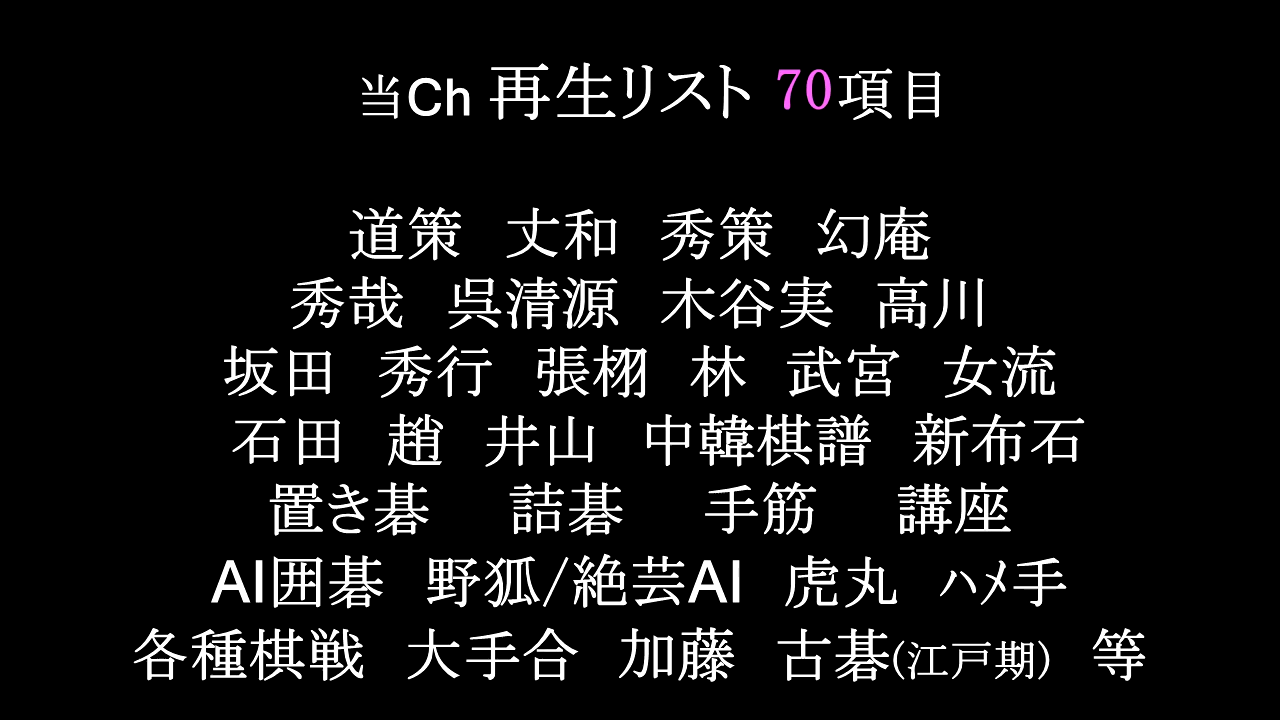 当Ch 再生リスト 70項目
道策 丈和 秀策 幻庵
秀哉 呉清源 木谷実 高川
坂田 秀行 張栩 林 武宮 女流
石田 趙 井山 中韓棋譜 新布石
置き碁 詰碁 手筋 講座
AI囲碁 野狐/絶芸AI 虎丸 ﾊﾒ手
各種棋戦 大手合 加藤 古碁(江戸期) 等